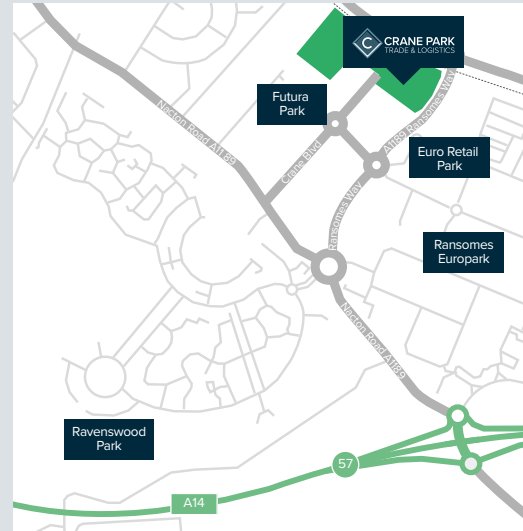 C
CRANE PARK
TRADE & LOGISTICS
Futura
Park
Nacton Road A1189
Crane Blvd
A1189 Ransomes Way
Euro Retail
Park
Ransomes Way
Ransomes
Europark
Nacton Road A1189
Ravenswood
Park
57
A14